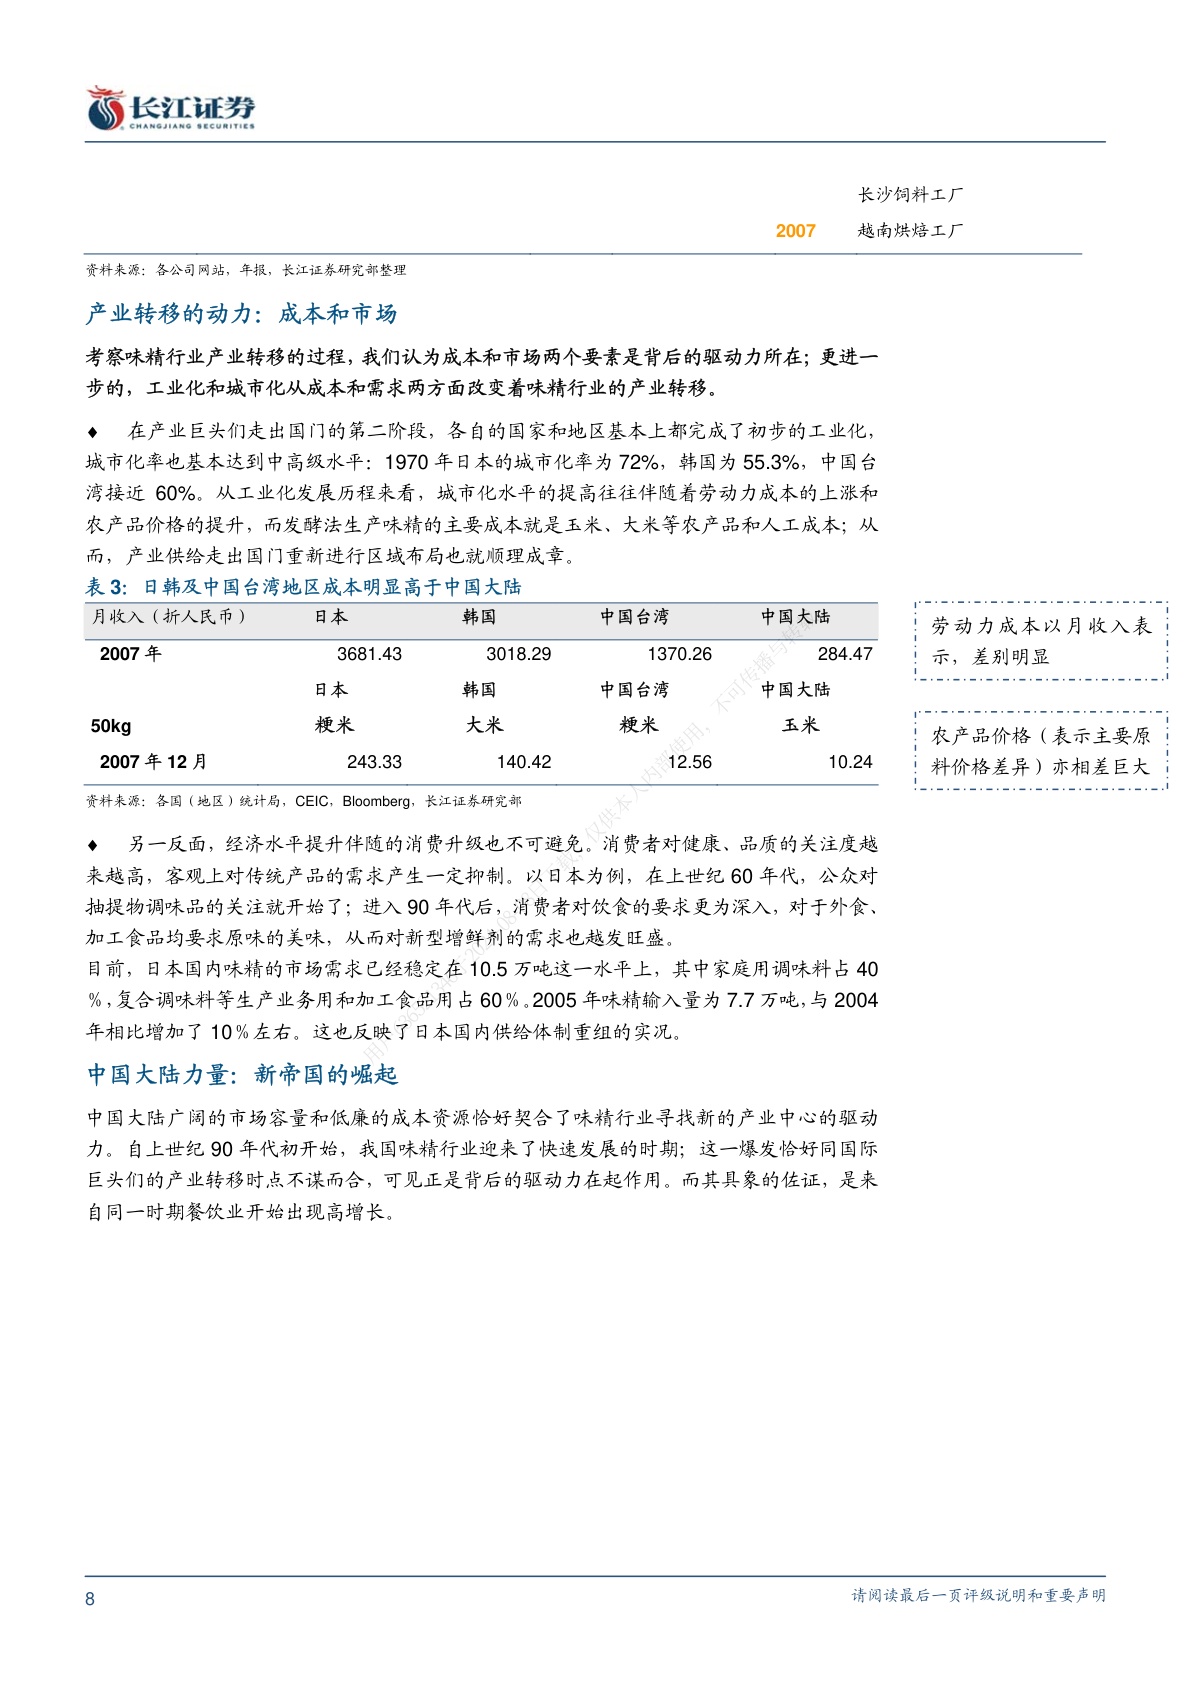 长江证券
CHANGJIANG SECURITIES
长沙饲料工厂
2007 越南烘焙工厂
资料来源：各公司网站，年报，长江证券研究部整理
产业转移的动力：成本和市场
考察味精行业产业转移的过程，我们认为成本和市场两个要素是背后的驱动力所在；更进一
步的，工业化和城市化从成本和需求两方面改变着味精行业的产业转移。
♦ 在产业巨头们走出国门的第二阶段，各自的国家和地区基本上都完成了初步的工业化，
城市化率也基本达到中高级水平：1970 年日本的城市化率为 72%，韩国为 55.3%，中国台
湾接近 60%。从工业化发展历程来看，城市化水平的提高往往伴随着劳动力成本的上涨和
农产品价格的提升，而发酵法生产味精的主要成本就是玉米、大米等农产品和人工成本；从
而，产业供给走出国门重新进行区域布局也就顺理成章。
表 3：日韩及中国台湾地区成本明显高于中国大陆
月收入（折人民币） 日本 韩国 中国台湾 中国大陆
2007 年 3681.43 3018.29 1370.26 284.47
日本 韩国 中国台湾 中国大陆
50kg 粳米 大米 粳米 玉米
2007 年 12 月 243.33 140.42 12.56 10.24
资料来源：各国（地区）统计局，CEIC，Bloomberg，长江证券研究部
劳动力成本以月收入表
示，差别明显
农产品价格（表示主要原
料价格差异）亦相差巨大
♦ 另一反面，经济水平提升伴随的消费升级也不可避免。消费者对健康、品质的关注度越
来越高，客观上对传统产品的需求产生一定抑制。以日本为例，在上世纪 60 年代，公众对
抽提物调味品的关注就开始了；进入 90 年代后，消费者对饮食的要求更为深入，对于外食、
加工食品均要求原味的美味，从而对新型增鲜剂的需求也越发旺盛。
目前，日本国内味精的市场需求已经稳定在 10.5 万吨这一水平上，其中家庭用调味料占 40
％，复合调味料等生产业务用和加工食品用占 60％。2005 年味精输入量为 7.7 万吨，与 2004
年相比增加了 10％左右。这也反映了日本国内供给体制重组的实况。
中国大陆力量：新帝国的崛起
中国大陆广阔的市场容量和低廉的成本资源恰好契合了味精行业寻找新的产业中心的驱动
力。自上世纪 90 年代初开始，我国味精行业迎来了快速发展的时期；这一爆发恰好同国际
巨头们的产业转移时点不谋而合，可见正是背后的驱动力在起作用。而其具象的佐证，是来
自同一时期餐饮业开始出现高增长。
8 请阅读最后一页评级说明和重要声明